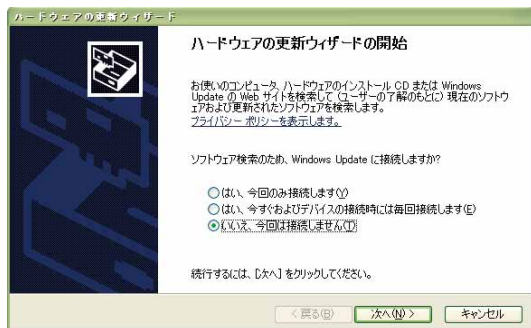 ハードウェアの更新ウィザード
ハードウェアの更新ウィザードの開始
お使いのコンピュータ、ハードウェアのインストール CD または Windows
Update の Web サイトを検索して (ユーザーの了解のもとに) 現在のソフトウ
ェアおよび更新されたソフトウェアを検索します。
プライバシー ポリシーを表示します。
ソフトウェア検索のため、Windows Update に接続しますか?
はい、今回のみ接続します(Y)
はい、今すぐおよびデバイスの接続時には毎回接続します(E)
いいえ、今回は接続しません(T)
続行するには、[次へ] をクリックしてください。
< 戻る(B) 次へ(N) > キャンセル